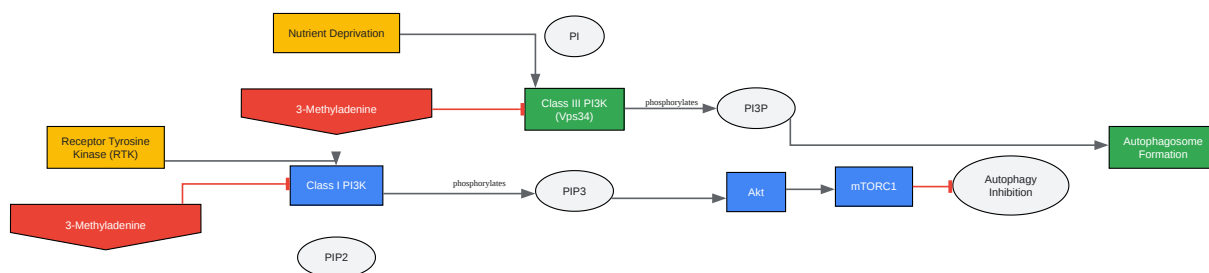 Nutrient Deprivation
PI
3-Methyladenine
Class III PI3K
(Vps34)
phosphorylates
PI3P
Receptor Tyrosine
Kinase (RTK)
Autophagosome
Formation
Class I PI3K
phosphorylates
PIP3
Akt
mTORC1
Autophagy
Inhibition
3-Methyladenine
PIP2